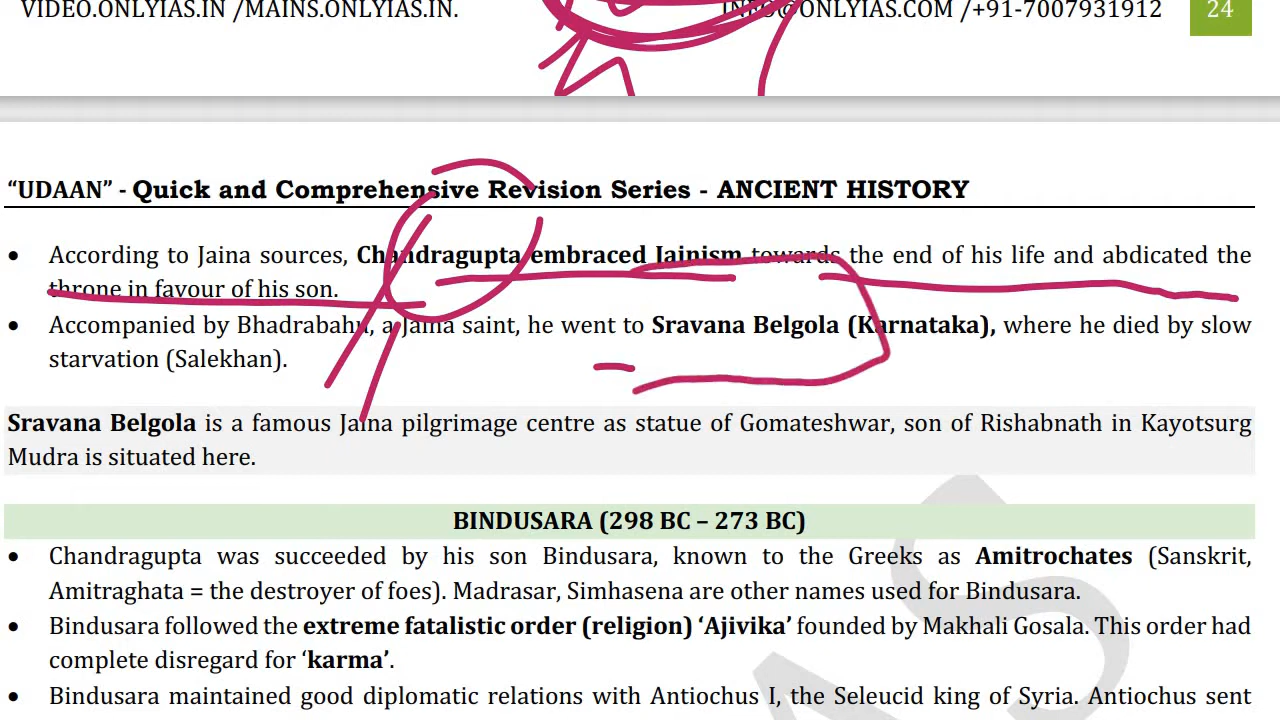 VIDEO.ONLYIAS.IN /MAINS.ONLYIAS.IN. INFO@ONLYIAS.COM /+91-7007931912 24
“UDAAN” - Quick and Comprehensive Revision Series - ANCIENT HISTORY
• According to Jaina sources, Chandragupta embraced Jainism towards the end of his life and abdicated the
throne in favour of his son.
• Accompanied by Bhadrabahu, a Jaina saint, he went to Sravana Belgola (Karnataka), where he died by slow
starvation (Salekhan).
Sravana Belgola is a famous Jaina pilgrimage centre as statue of Gomateshwar, son of Rishabnath in Kayotsurg
Mudra is situated here.
BINDUSARA (298 BC – 273 BC)
• Chandragupta was succeeded by his son Bindusara, known to the Greeks as Amitrochates (Sanskrit,
Amitraghata = the destroyer of foes). Madrasar, Simhasena are other names used for Bindusara.
• Bindusara followed the extreme fatalistic order (religion) ‘Ajivika’ founded by Makhali Gosala. This order had
complete disregard for ‘karma’.
• Bindusara maintained good diplomatic relations with Antiochus I, the Seleucid king of Syria. Antiochus sent